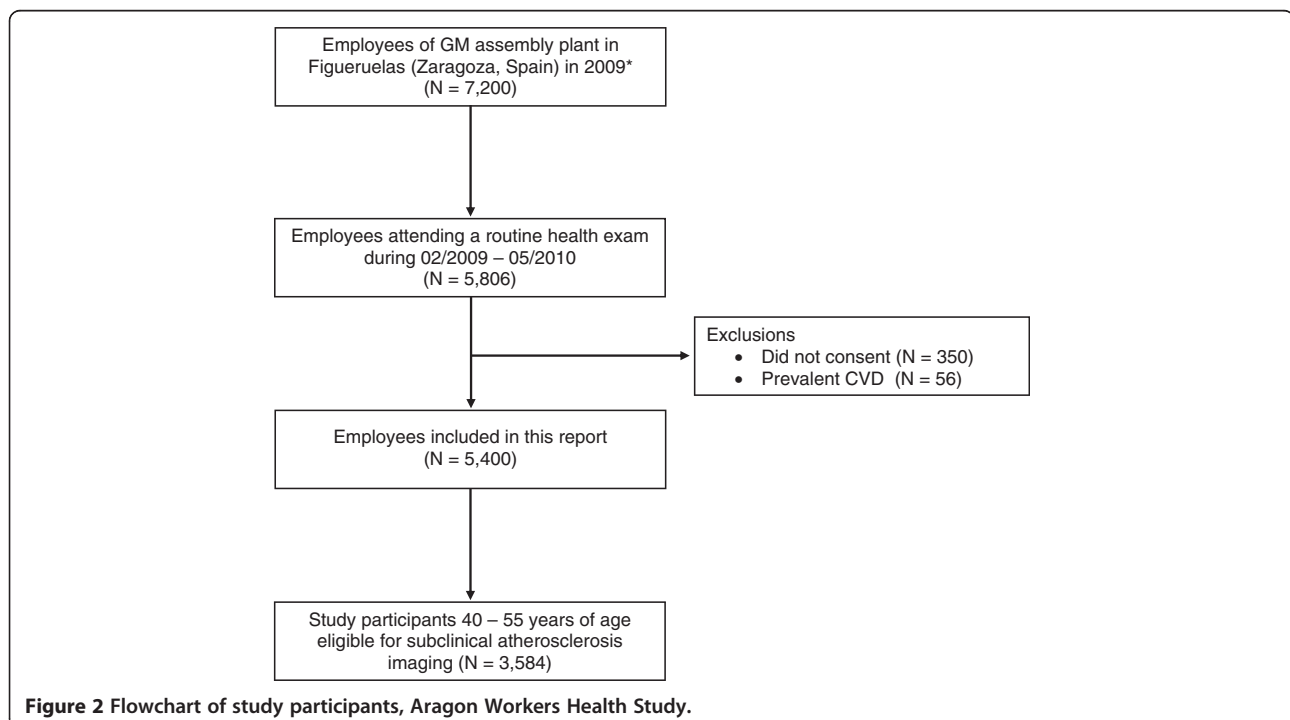 Employees of GM assembly plant in
Figueruelas (Zaragoza, Spain) in 2009*
(N = 7,200)
Employees attending a routine health exam
during 02/2009 – 05/2010
(N = 5,806)
Exclusions
• Did not consent (N = 350)
• Prevalent CVD (N = 56)
Employees included in this report
(N = 5,400)
Study participants 40 – 55 years of age
eligible for subclinical atherosclerosis
imaging (N = 3,584)
Figure 2 Flowchart of study participants, Aragon Workers Health Study.